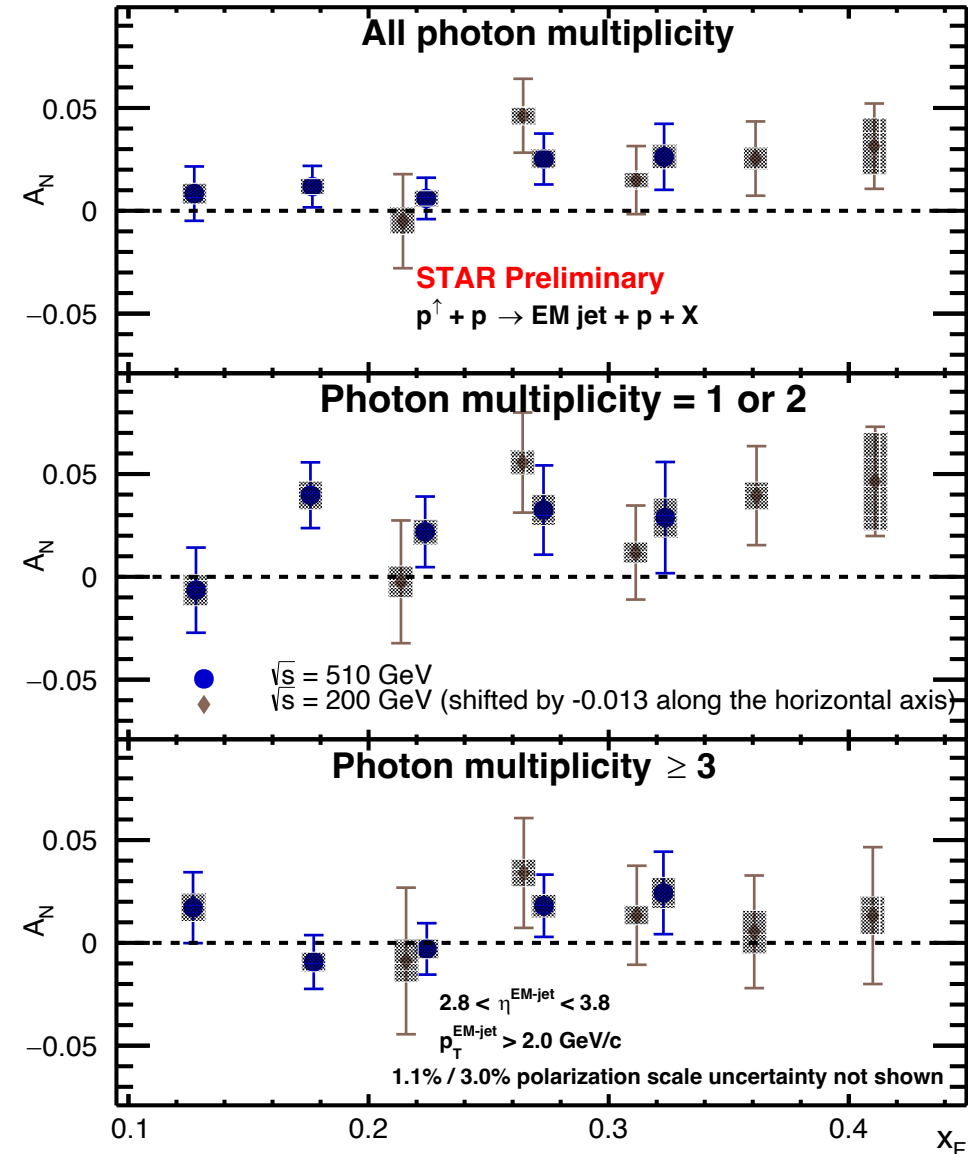 All photon multiplicity
0.05
0
−0.05
A_N
STAR Preliminary
p^↑ + p → EM jet + p + X
Photon multiplicity = 1 or 2
0.05
0
−0.05
A_N
√s = 510 GeV
√s = 200 GeV (shifted by -0.013 along the horizontal axis)
Photon multiplicity ≥ 3
0.05
0
−0.05
A_N
2.8 < η^EM-jet < 3.8
p_T^EM-jet > 2.0 GeV/c
1.1% / 3.0% polarization scale uncertainty not shown
0.1 0.2 0.3 0.4
x_F